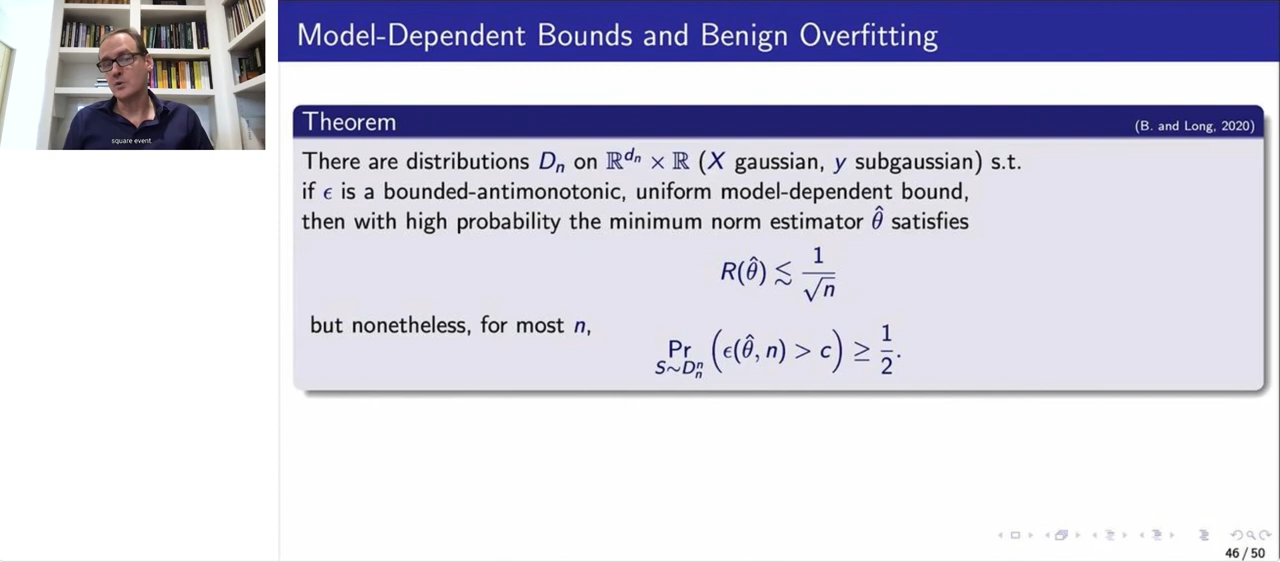 Model-Dependent Bounds and Benign Overfitting
square event
Theorem (B. and Long, 2020)
There are distributions Dₙ on ℝ^{dₙ} × ℝ (X gaussian, y subgaussian) s.t.
if ϵ is a bounded-antimonotonic, uniform model-dependent bound,
then with high probability the minimum norm estimator θ̂ satisfies
R(θ̂) ≲ 1/√n
but nonetheless, for most n,
Pr_{S∼Dₙⁿ} (ϵ(θ̂, n) > c) ≥ 1/2.
46 / 50